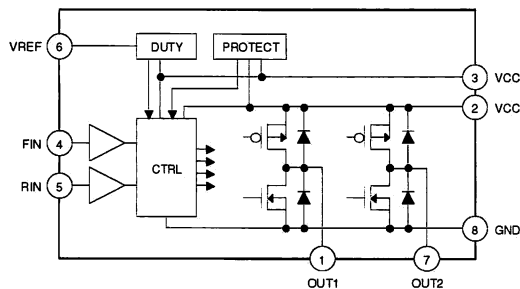 VREF 6 DUTY PROTECT
3 VCC
2 VCC
FIN 4
CTRL
RIN 5
8 GND
1 7
OUT1 OUT2